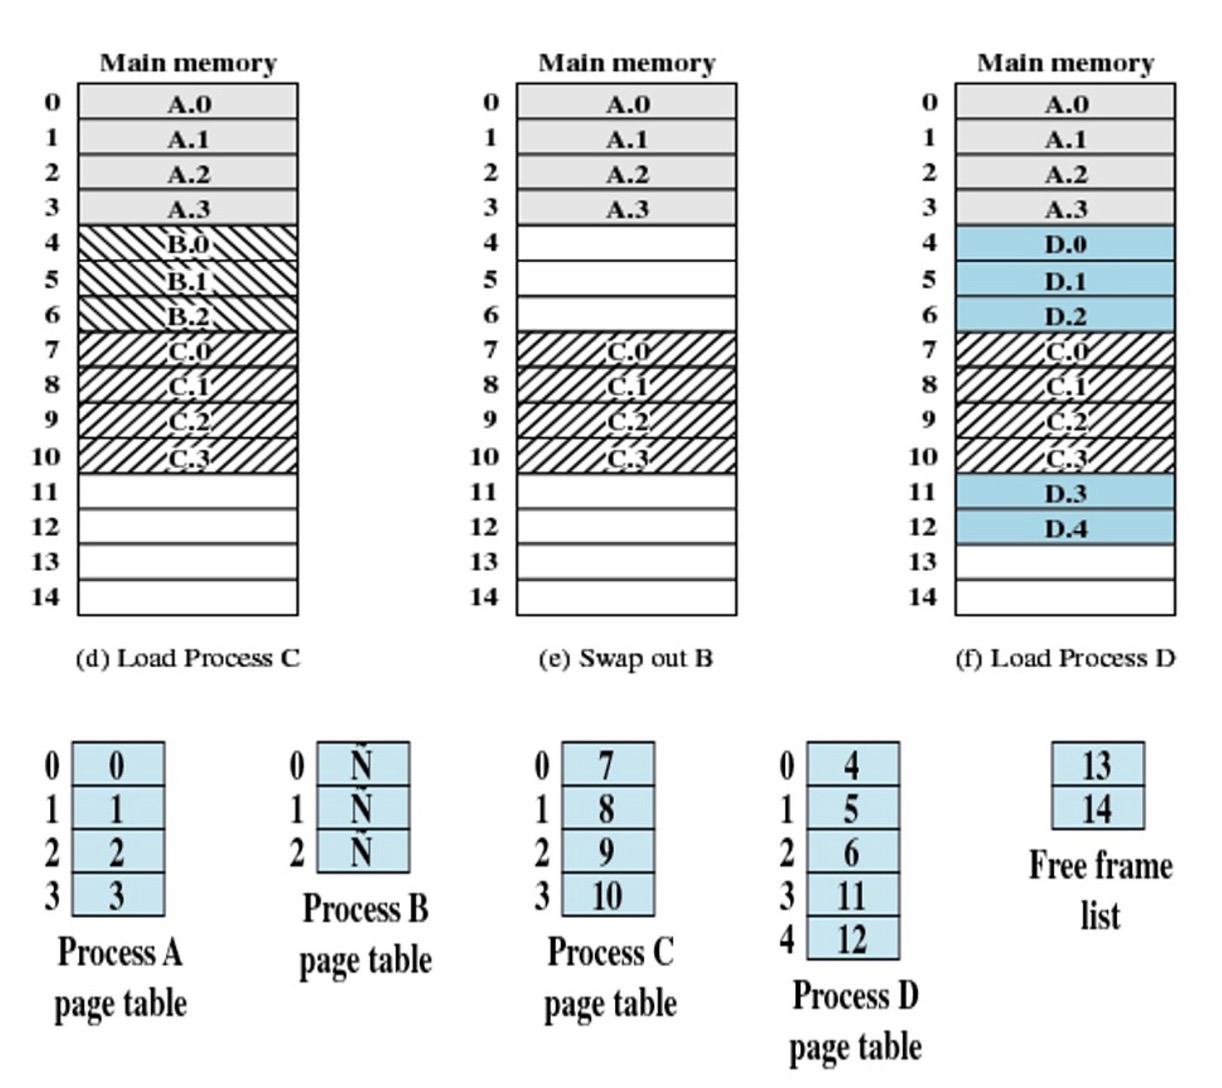 Main memory
0 A.0
1 A.1
2 A.2
3 A.3
4 B.0
5 B.1
6 B.2
7 C.0
8 C.1
9 C.2
10 C.3
11
12
13
14
(d) Load Process C
Main memory
0 A.0
1 A.1
2 A.2
3 A.3
4
5
6
7 C.0
8 C.1
9 C.2
10 C.3
11
12
13
14
(e) Swap out B
Main memory
0 A.0
1 A.1
2 A.2
3 A.3
4 D.0
5 D.1
6 D.2
7 C.0
8 C.1
9 C.2
10 C.3
11 D.3
12 D.4
13
14
(f) Load Process D
0 0
1 1
2 2
3 3
Process A
page table
0 Ñ
1 Ñ
2 Ñ
Process B
page table
0 7
1 8
2 9
3 10
Process C
page table
0 4
1 5
2 6
3 11
4 12
Process D
page table
13
14
Free frame
list